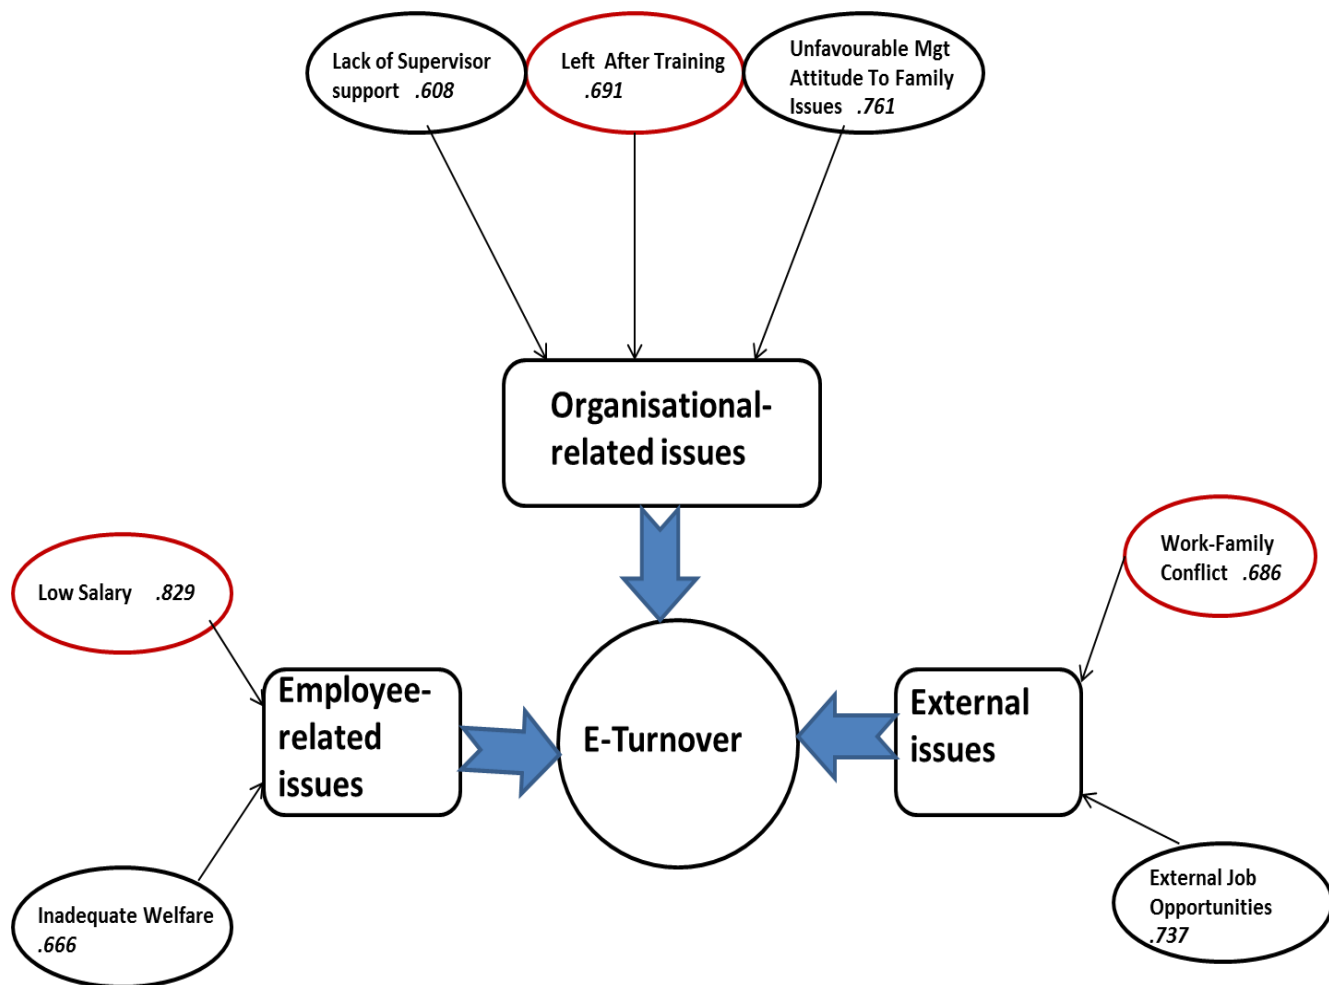 Lack of Supervisor
support .608
Left After Training
.691
Unfavourable Mgt
Attitude To Family
Issues .761
Organisational-
related issues
Low Salary .829
Work-Family
Conflict .686
Employee-
related
issues
E-Turnover
External
issues
Inadequate Welfare
.666
External Job
Opportunities
.737